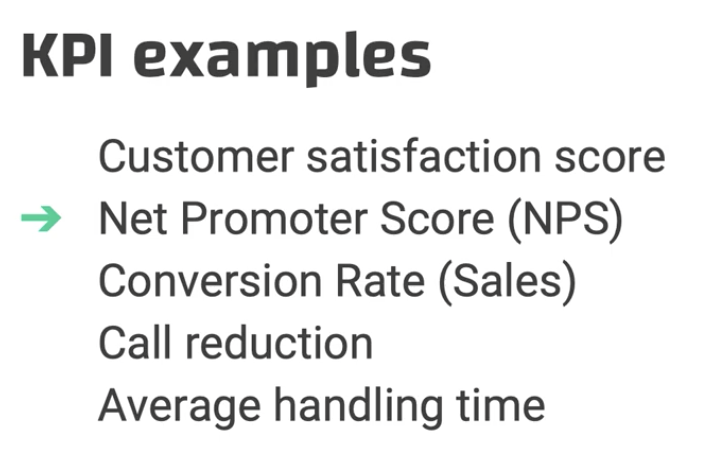 KPI examples
Customer satisfaction score
→ Net Promoter Score (NPS)
Conversion Rate (Sales)
Call reduction
Average handling time